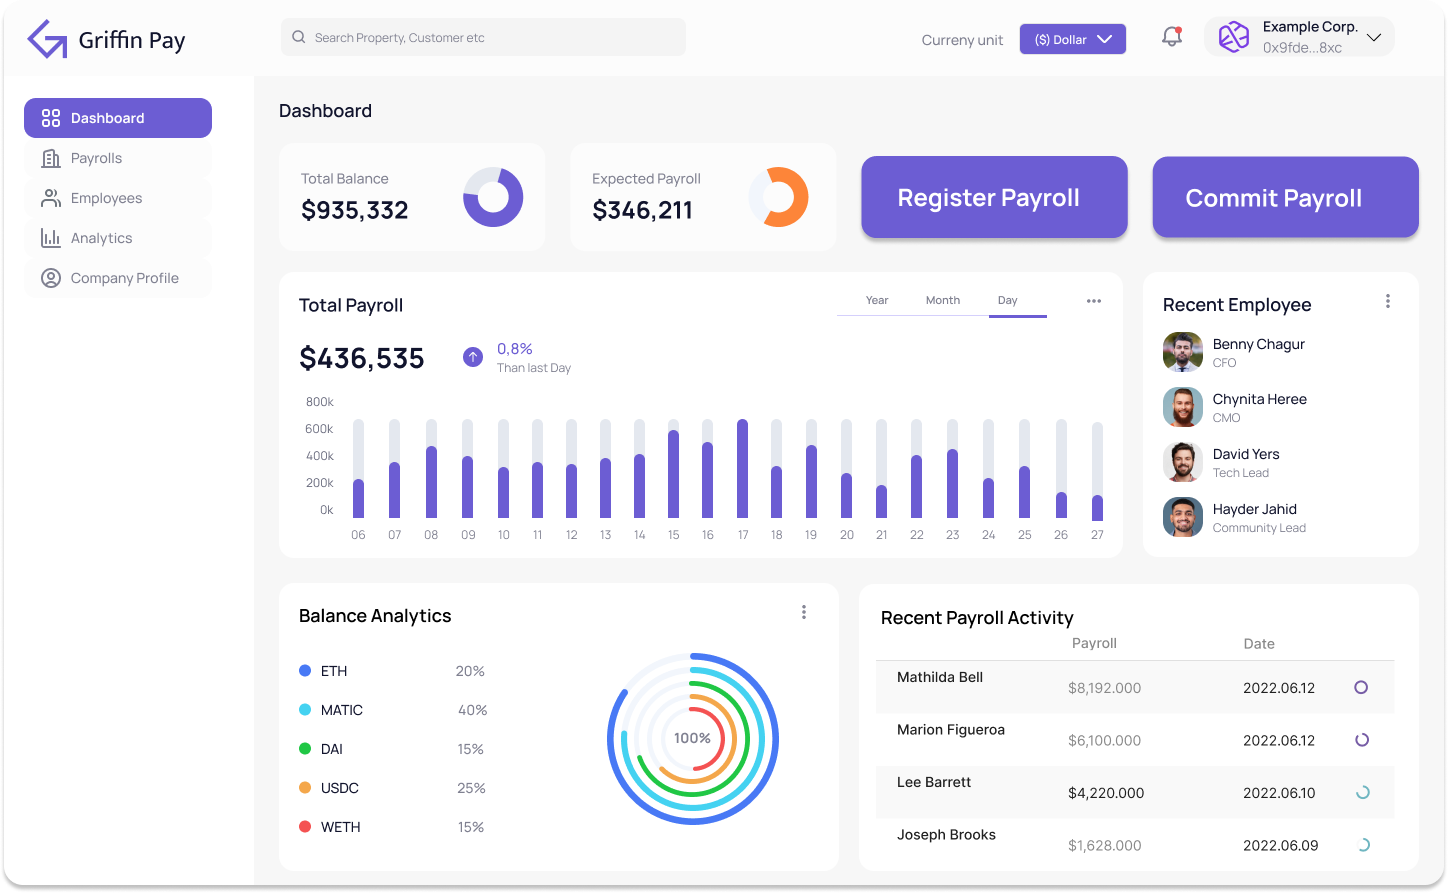 Griffin Pay
Search Property, Customer etc
Curreny unit
($) Dollar
Example Corp.
0x9fde...8xc
Dashboard
Payrolls
Employees
Analytics
Company Profile
Dashboard
Total Balance
$935,332
Expected Payroll
$346,211
Register Payroll
Commit Payroll
Total Payroll
Year Month Day
$436,535
0,8%
Than last Day
800k
600k
400k
200k
0k
06 07 08 09 10 11 12 13 14 15 16 17 18 19 20 21 22 23 24 25 26 27
Recent Employee
Benny Chagur
CFO
Chynita Heree
CMO
David Yers
Tech Lead
Hayder Jahid
Community Lead
Balance Analytics
ETH 20%
MATIC 40%
DAI 15%
USDC 25%
WETH 15%
100%
Recent Payroll Activity
Payroll Date
Mathilda Bell $8,192.000 2022.06.12
Marion Figueroa $6,100.000 2022.06.12
Lee Barrett $4,220.000 2022.06.10
Joseph Brooks $1,628.000 2022.06.09